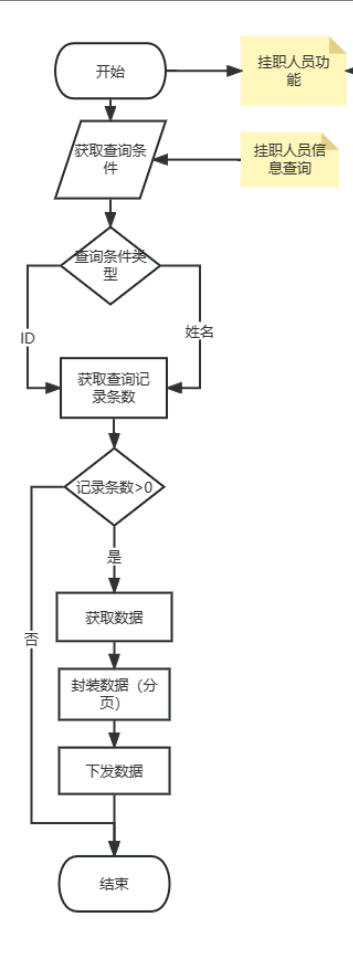 开始
挂职人员功
能
获取查询条
件
挂职人员信
息查询
查询条件类
型
ID
姓名
获取查询记
录条数
记录条数>0
是
获取数据
否
封装数据（分
页）
下发数据
结束